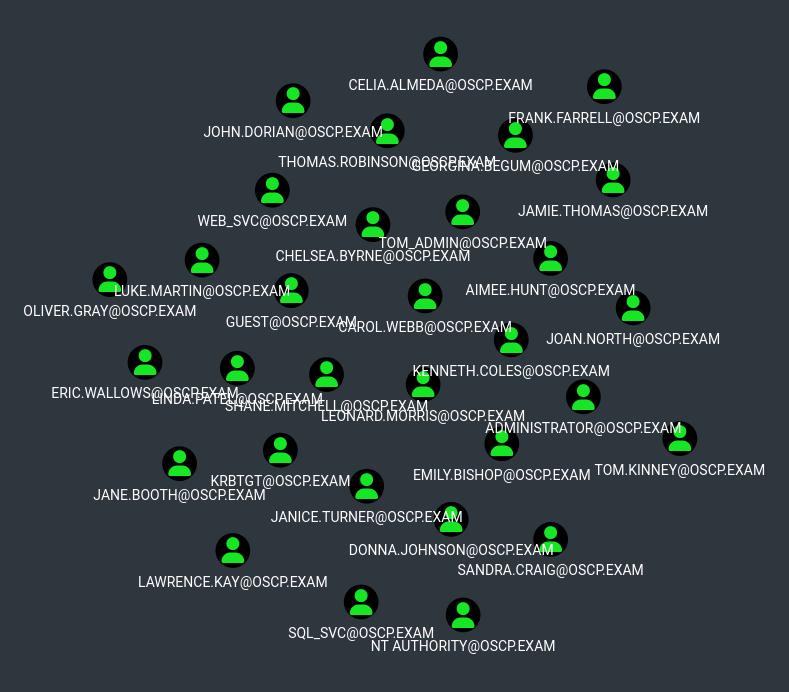 CELIA.ALMEDA@OSCP.EXAM
FRANK.FARRELL@OSCP.EXAM
JOHN.DORIAN@OSCP.EXAM
THOMAS.ROBINSON@OSCP.EXAM
GEORGINA.BEGUM@OSCP.EXAM
JAMIE.THOMAS@OSCP.EXAM
WEB_SVC@OSCP.EXAM
TOM_ADMIN@OSCP.EXAM
CHELSEA.BYRNE@OSCP.EXAM
LUKE.MARTIN@OSCP.EXAM
AIMEE.HUNT@OSCP.EXAM
OLIVER.GRAY@OSCP.EXAM
GUEST@OSCP.EXAM
CAROL.WEBB@OSCP.EXAM
JOAN.NORTH@OSCP.EXAM
KENNETH.COLES@OSCP.EXAM
ERIC.WALLOWS@OSCP.EXAM
LINDA.PATEL@OSCP.EXAM
SHANE.MITCHELL@OSCP.EXAM
LEONARD.MORRIS@OSCP.EXAM
ADMINISTRATOR@OSCP.EXAM
TOM.KINNEY@OSCP.EXAM
EMILY.BISHOP@OSCP.EXAM
KRBTGT@OSCP.EXAM
JANE.BOOTH@OSCP.EXAM
JANICE.TURNER@OSCP.EXAM
DONNA.JOHNSON@OSCP.EXAM
SANDRA.CRAIG@OSCP.EXAM
LAWRENCE.KAY@OSCP.EXAM
SQL_SVC@OSCP.EXAM
NT AUTHORITY@OSCP.EXAM